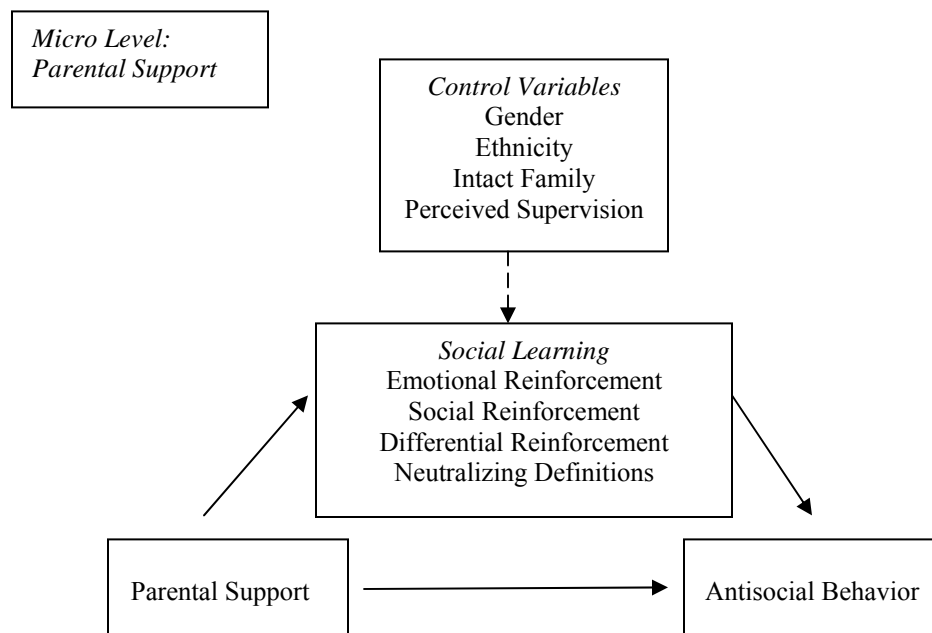 Micro Level:
Parental Support
Control Variables
Gender
Ethnicity
Intact Family
Perceived Supervision
Social Learning
Emotional Reinforcement
Social Reinforcement
Differential Reinforcement
Neutralizing Definitions
Parental Support
Antisocial Behavior